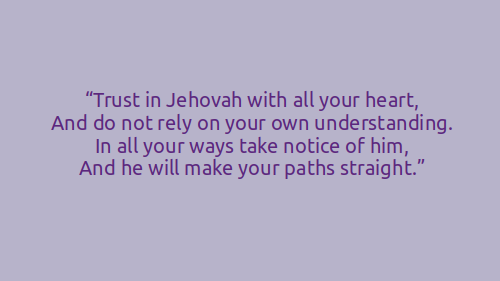 “Trust in Jehovah with all your heart,
And do not rely on your own understanding.
In all your ways take notice of him,
And he will make your paths straight.”